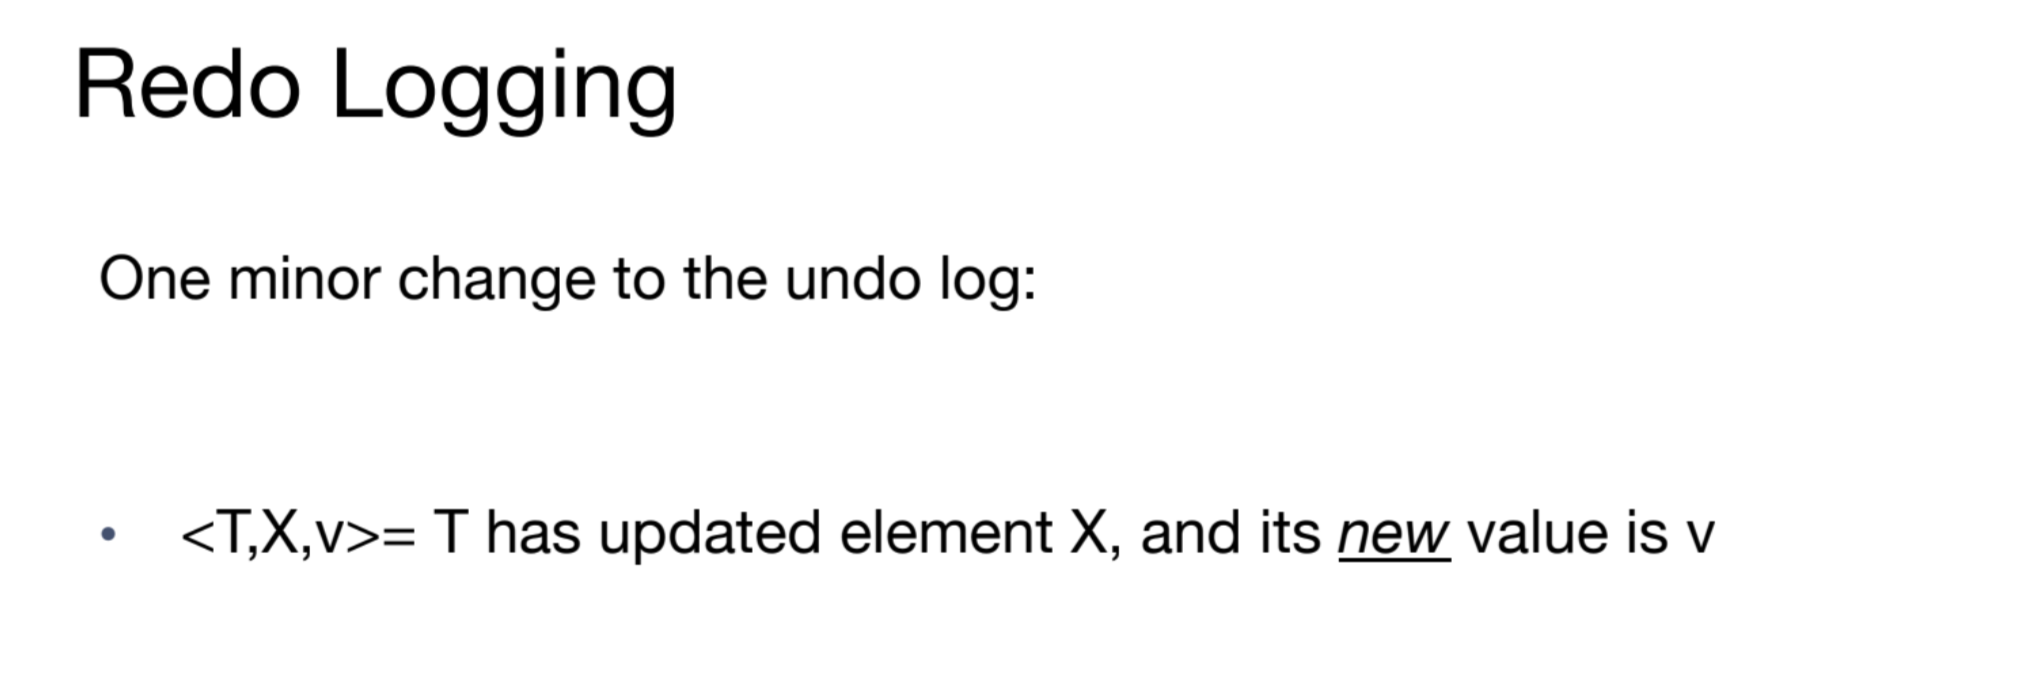 Redo Logging
One minor change to the undo log:
• <T,X,v>= T has updated element X, and its new value is v